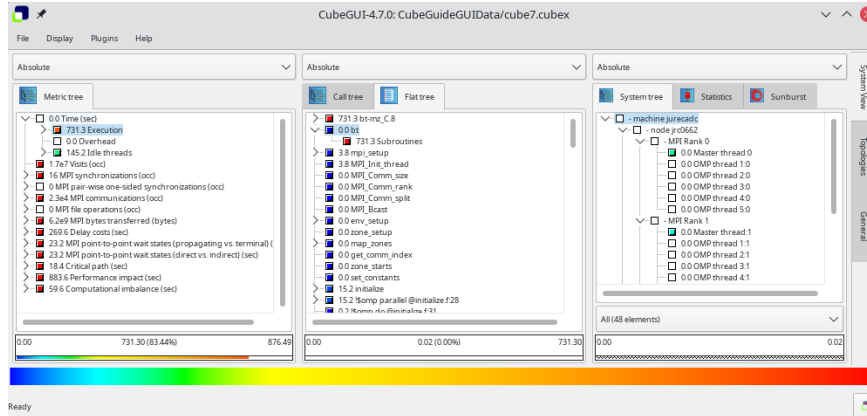 CubeGUI-4.7.0: CubeGuideGUIData/cube7.cubex
File Display Plugins Help
Absolute
Metric tree
0.0 Time (sec)
731.3 Execution
0.0 Overhead
145.2 Idle threads
1.7e7 Visits (occ)
16 MPI synchronizations (occ)
0 MPI pair-wise one-sided synchronizations (occ)
2.3e4 MPI communications (occ)
0 MPI file operations (occ)
6.2e9 MPI bytes transferred (bytes)
269.6 Delay costs (sec)
23.2 MPI point-to-point wait states (propagating vs. terminal) (
23.2 MPI point-to-point wait states (direct vs. indirect) (sec)
18.4 Critical path (sec)
883.6 Performance impact (sec)
59.6 Computational imbalance (sec)
0.00 731.30 (83.44%) 876.49
Absolute
Call tree Flat tree
731.3 bt-mz_C.8
0.0 bt
731.3 Subroutines
3.8 mpi_setup
3.8 MPI_Init_thread
0.0 MPI_Comm_size
0.0 MPI_Comm_rank
0.0 MPI_Comm_split
0.0 MPI_Bcast
0.0 env_setup
0.0 zone_setup
0.0 map_zones
0.0 get_comm_index
0.0 zone_starts
0.0 set_constants
15.2 initialize
15.2 !$omp parallel @initialize.f:28
0.2 !$omp do @initialize.f:31
0.00 0.02 (0.00%) 731.30
Absolute
System tree Statistics Sunburst
- machine jurecadc
- node jrc0662
- MPI Rank 0
0.0 Master thread:0
0.0 OMP thread 1:0
0.0 OMP thread 2:0
0.0 OMP thread 3:0
0.0 OMP thread 4:0
0.0 OMP thread 5:0
- MPI Rank 1
0.0 Master thread:1
0.0 OMP thread 1:1
0.0 OMP thread 2:1
0.0 OMP thread 3:1
0.0 OMP thread 4:1
All (48 elements)
0.00 0.02
System View
Topologies
General
Ready